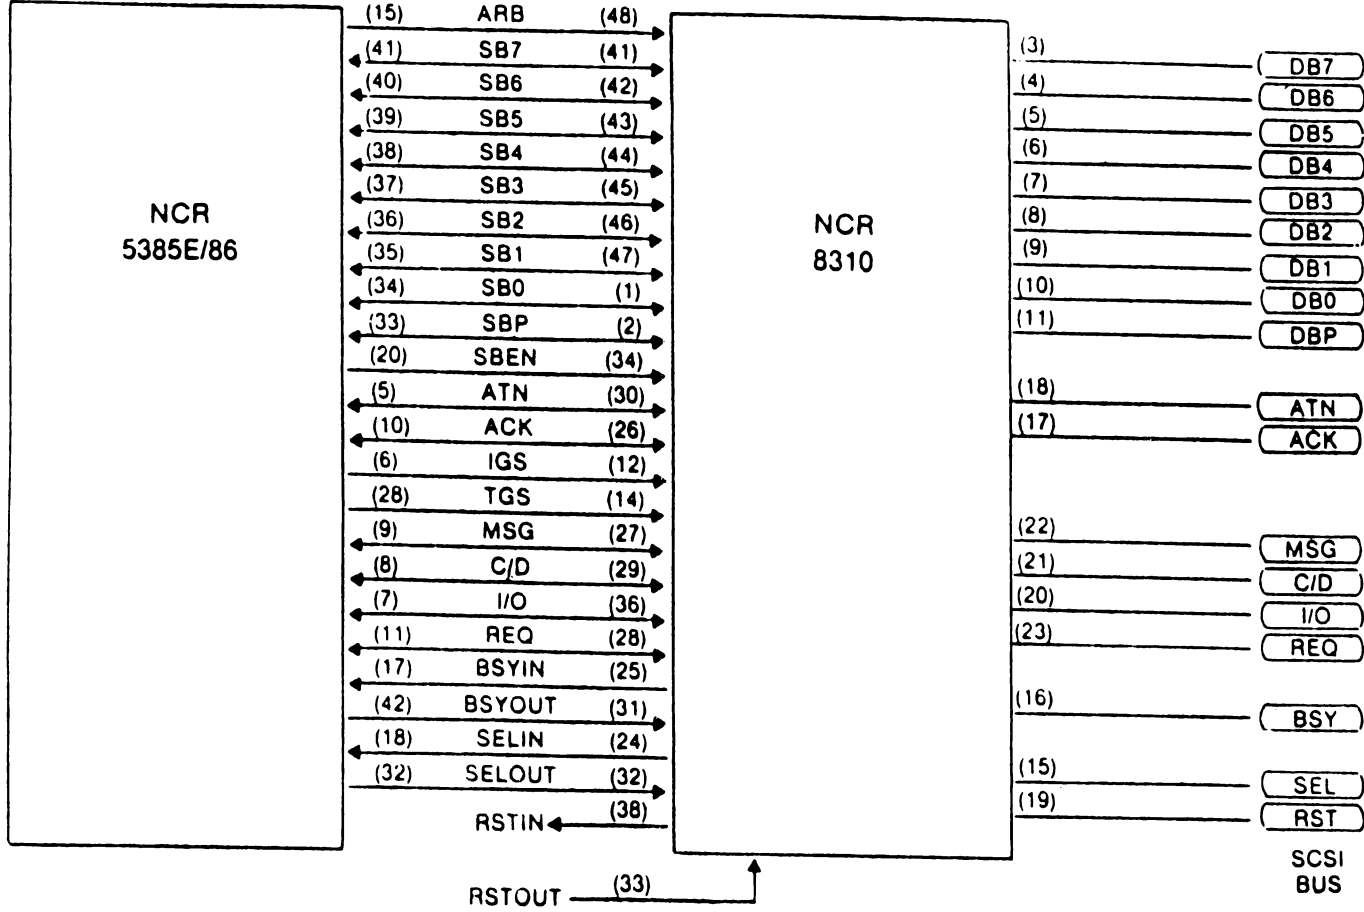 (15) ARB (48)
(41) SB7 (41)
(40) SB6 (42)
(39) SB5 (43)
(38) SB4 (44)
(37) SB3 (45)
(36) SB2 (46)
(35) SB1 (47)
(34) SB0 (1)
(33) SBP (2)
(20) SBEN (34)
(5) ATN (30)
(10) ACK (26)
(6) IGS (12)
(28) TGS (14)
(9) MSG (27)
(8) C/D (29)
(7) I/O (36)
(11) REQ (28)
(17) BSYIN (25)
(42) BSYOUT (31)
(18) SELIN (24)
(32) SELOUT (32)
RSTIN (38)
RSTOUT (33)
NCR
5385E/86
NCR
8310
(3) DB7
(4) DB6
(5) DB5
(6) DB4
(7) DB3
(8) DB2
(9) DB1
(10) DB0
(11) DBP
(18) ATN
(17) ACK
(22) MSG
(21) C/D
(20) I/O
(23) REQ
(16) BSY
(15) SEL
(19) RST
SCSI
BUS